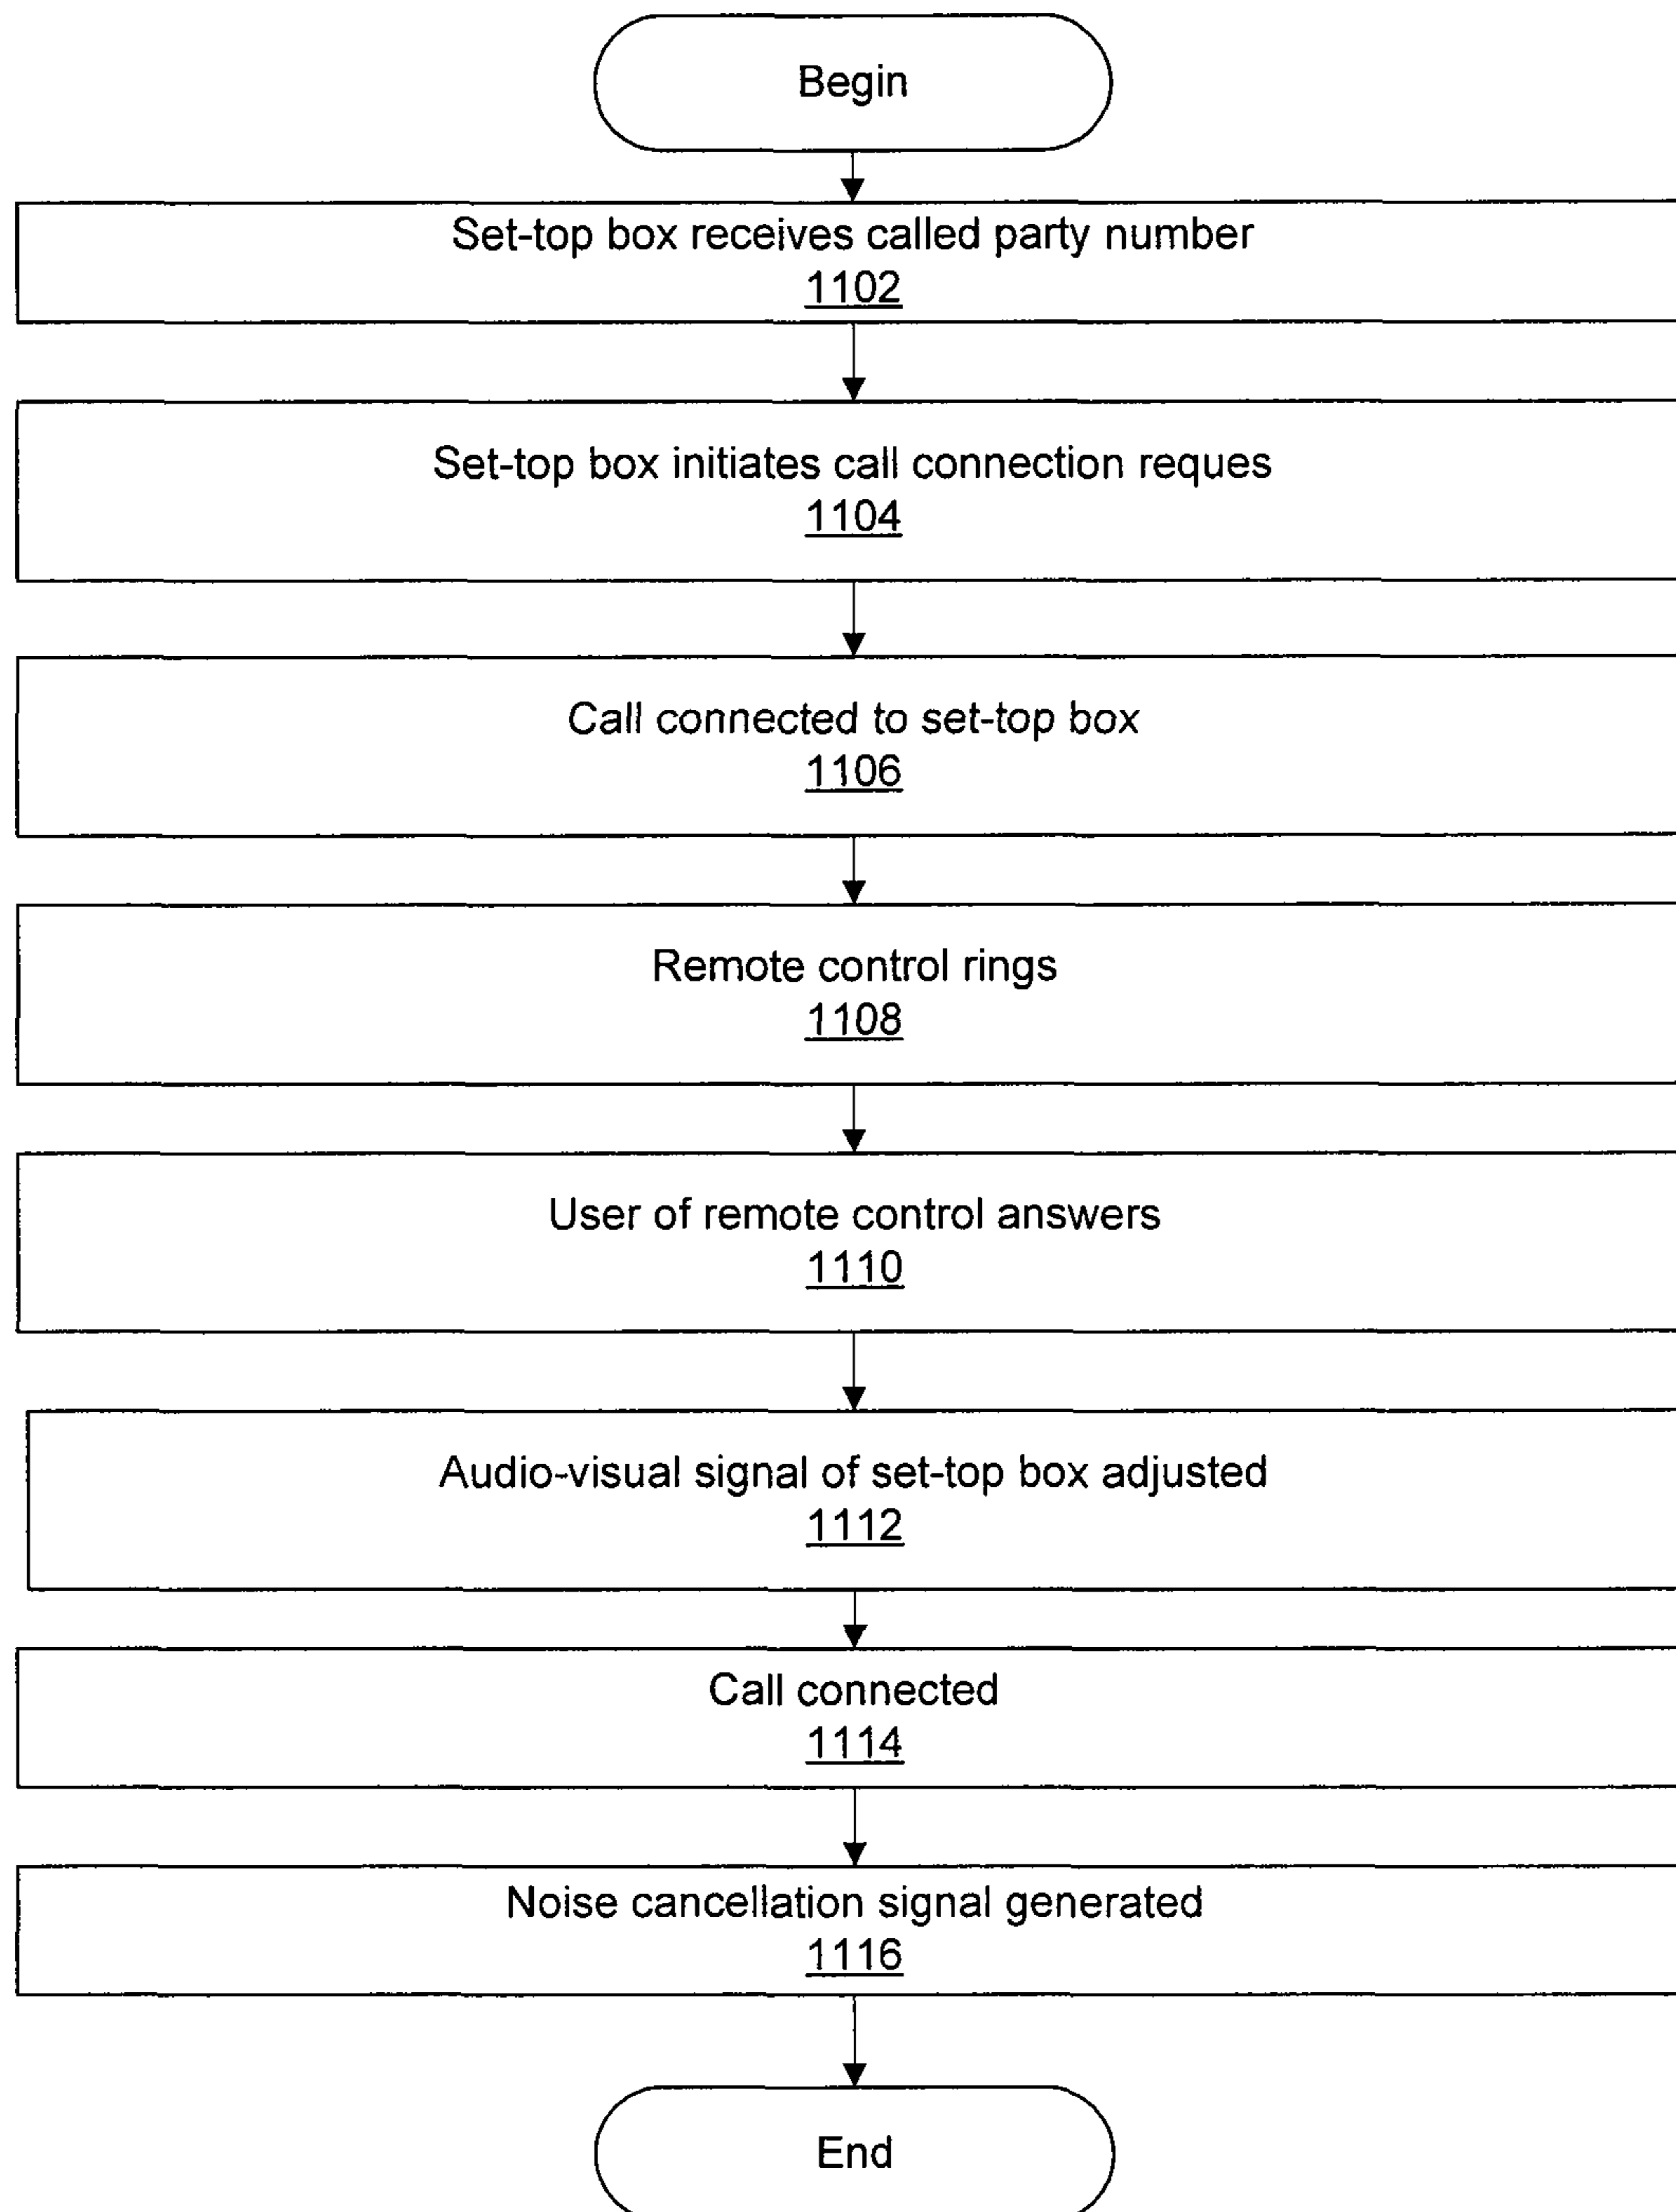 Begin
Set-top box receives called party number
1102
Set-top box initiates call connection reques
1104
Call connected to set-top box
1106
Remote control rings
1108
User of remote control answers
1110
Audio-visual signal of set-top box adjusted
1112
Call connected
1114
Noise cancellation signal generated
1116
End